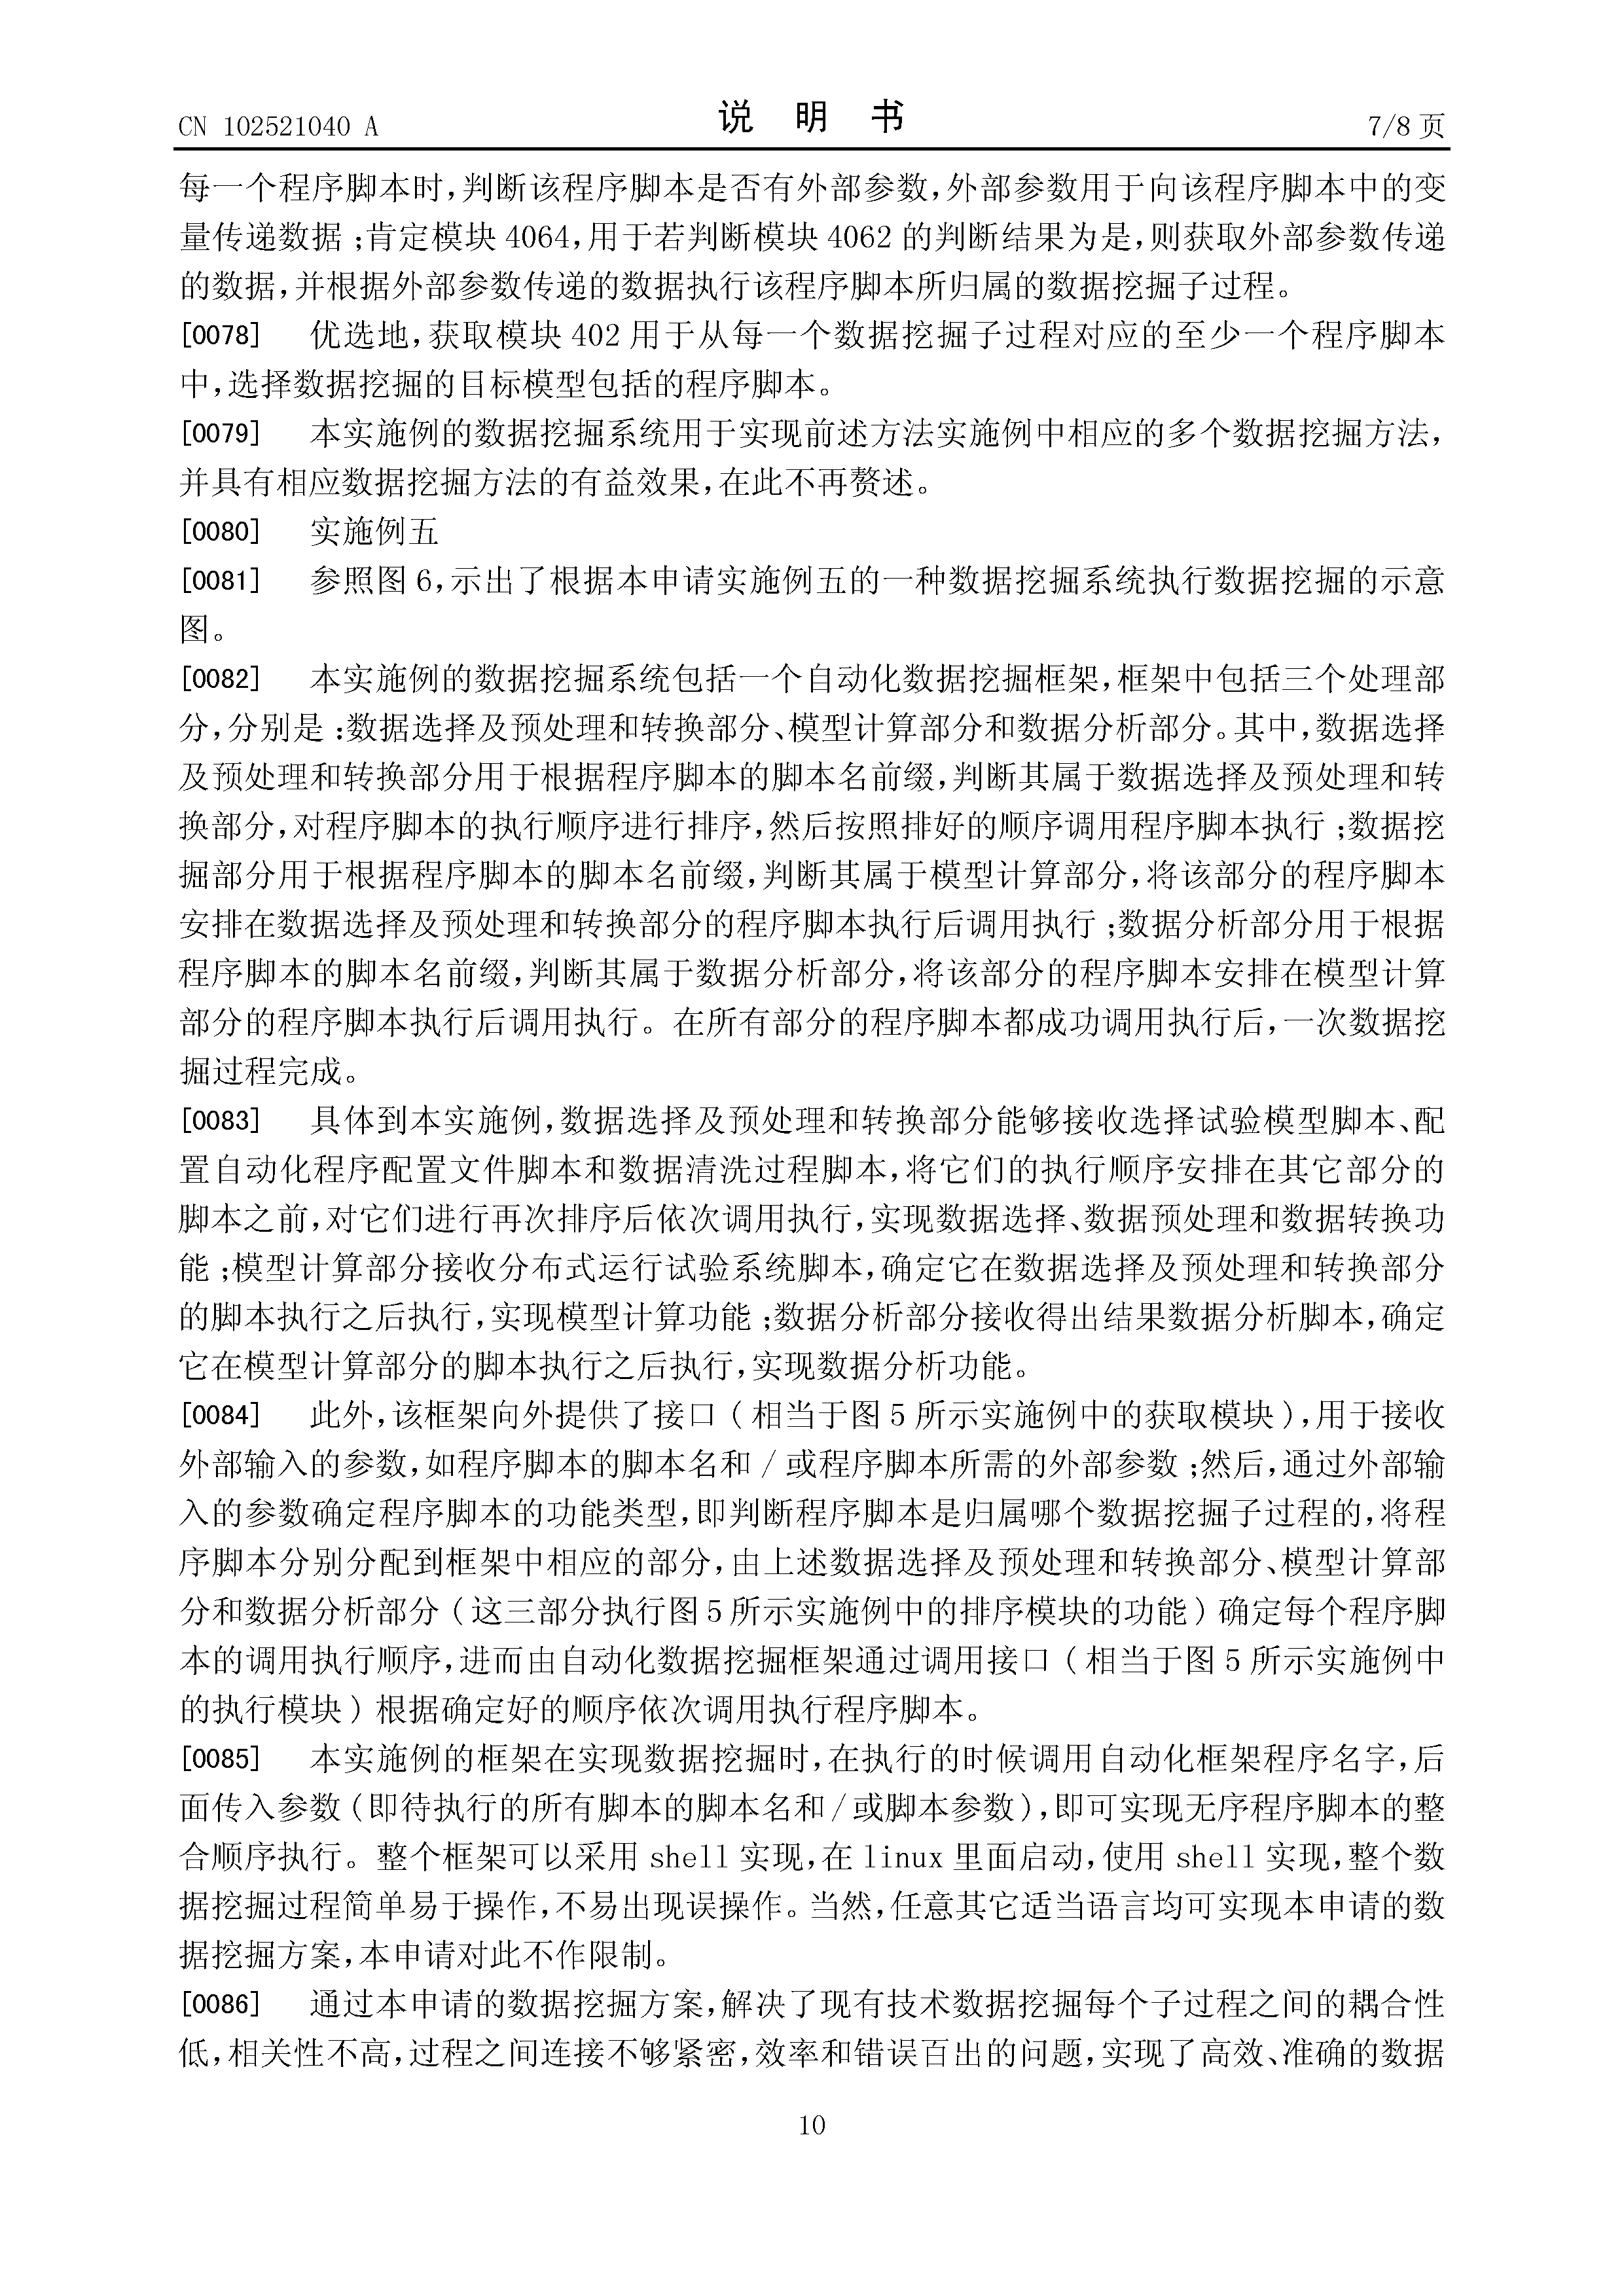 CN 102521040 A
说 明 书
7/8 页
每一个程序脚本时,判断该程序脚本是否有外部参数,外部参数用于向该程序脚本中的变
量传递数据;肯定模块 4064,用于若判断模块 4062 的判断结果为是,则获取外部参数传递
的数据,并根据外部参数传递的数据执行该程序脚本所归属的数据挖掘子过程。
[0078] 优选地,获取模块 402 用于从每一个数据挖掘子过程对应的至少一个程序脚本
中,选择数据挖掘的目标模型包括的程序脚本。
[0079] 本实施例的数据挖掘系统用于实现前述方法实施例中相应的多个数据挖掘方法,
并具有相应数据挖掘方法的有益效果,在此不再赘述。
[0080] 实施例五
[0081] 参照图 6,示出了根据本申请实施例五的一种数据挖掘系统执行数据挖掘的示意
图。
[0082] 本实施例的数据挖掘系统包括一个自动化数据挖掘框架,框架中包括三个处理部
分,分别是:数据选择及预处理和转换部分、模型计算部分和数据分析部分。其中,数据选择
及预处理和转换部分用于根据程序脚本的脚本名前缀,判断其属于数据选择及预处理和转
换部分,对程序脚本的执行顺序进行排序,然后按照排好的顺序调用程序脚本执行;数据挖
掘部分用于根据程序脚本的脚本名前缀,判断其属于模型计算部分,将该部分的程序脚本
安排在数据选择及预处理和转换部分的程序脚本执行后调用执行;数据分析部分用于根据
程序脚本的脚本名前缀,判断其属于数据分析部分,将该部分的程序脚本安排在模型计算
部分的程序脚本执行后调用执行。在所有部分的程序脚本都成功调用执行后,一次数据挖
掘过程完成。
[0083] 具体到本实施例,数据选择及预处理和转换部分能够接收选择试验模型脚本、配
置自动化程序配置文件脚本和数据清洗过程脚本,将它们的执行顺序安排在其它部分的
脚本之前,对它们进行再次排序后依次调用执行,实现数据选择、数据预处理和数据转换功
能;模型计算部分接收分布式运行试验系统脚本,确定它在数据选择及预处理和转换部分
的脚本执行之后执行,实现模型计算功能;数据分析部分接收得出结果数据分析脚本,确定
它在模型计算部分的脚本执行之后执行,实现数据分析功能。
[0084] 此外,该框架向外提供了接口(相当于图 5 所示实施例中的获取模块),用于接收
外部输入的参数,如程序脚本的脚本名和/或程序脚本所需的外部参数;然后,通过外部输
入的参数确定程序脚本的功能类型,即判断程序脚本是归属哪个数据挖掘子过程的,将程
序脚本分别分配到框架中相应的部分,由上述数据选择及预处理和转换部分、模型计算部
分和数据分析部分(这三部分执行图 5 所示实施例中的排序模块的功能)确定每个程序脚
本的调用执行顺序,进而由自动化数据挖掘框架通过调用接口(相当于图 5 所示实施例中
的执行模块)根据确定好的顺序依次调用执行程序脚本。
[0085] 本实施例的框架在实现数据挖掘时,在执行的时候调用自动化框架程序名字,后
面传入参数(即待执行的所有脚本的脚本名和/或脚本参数),即可实现无序程序脚本的整
合顺序执行。整个框架可以采用 shell 实现,在 linux 里面启动,使用 shell 实现,整个数
据挖掘过程简单易于操作,不易出现误操作。当然,任意其它适当语言均可实现本申请的数
据挖掘方案,本申请对此不作限制。
[0086] 通过本申请的数据挖掘方案,解决了现有技术数据挖掘每个子过程之间的耦合性
低,相关性不高,过程之间连接不够紧密,效率和错误百出的问题,实现了高效、准确的数据
10